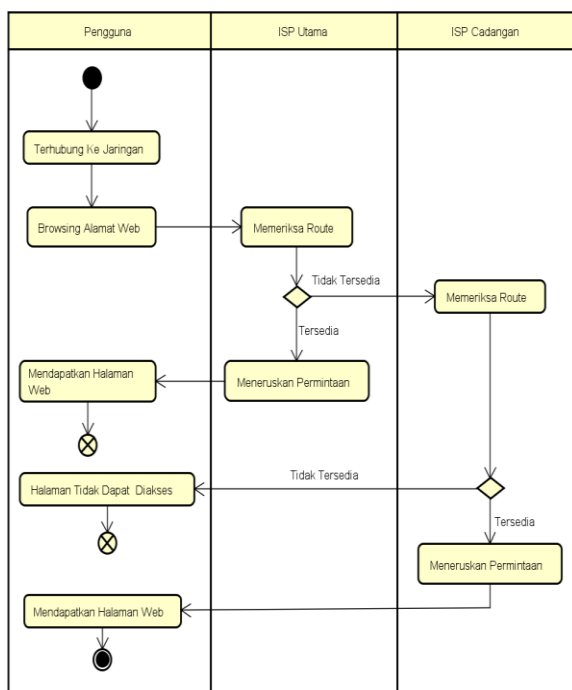 Pengguna
ISP Utama
ISP Cadangan
Terhubung Ke Jaringan
Browsing Alamat Web
Memeriksa Route
Tidak Tersedia
Memeriksa Route
Tersedia
Mendapatkan Halaman
Web
Meneruskan Permintaan
Tidak Tersedia
Halaman Tidak Dapat Diakses
Tersedia
Meneruskan Permintaan
Mendapatkan Halaman Web